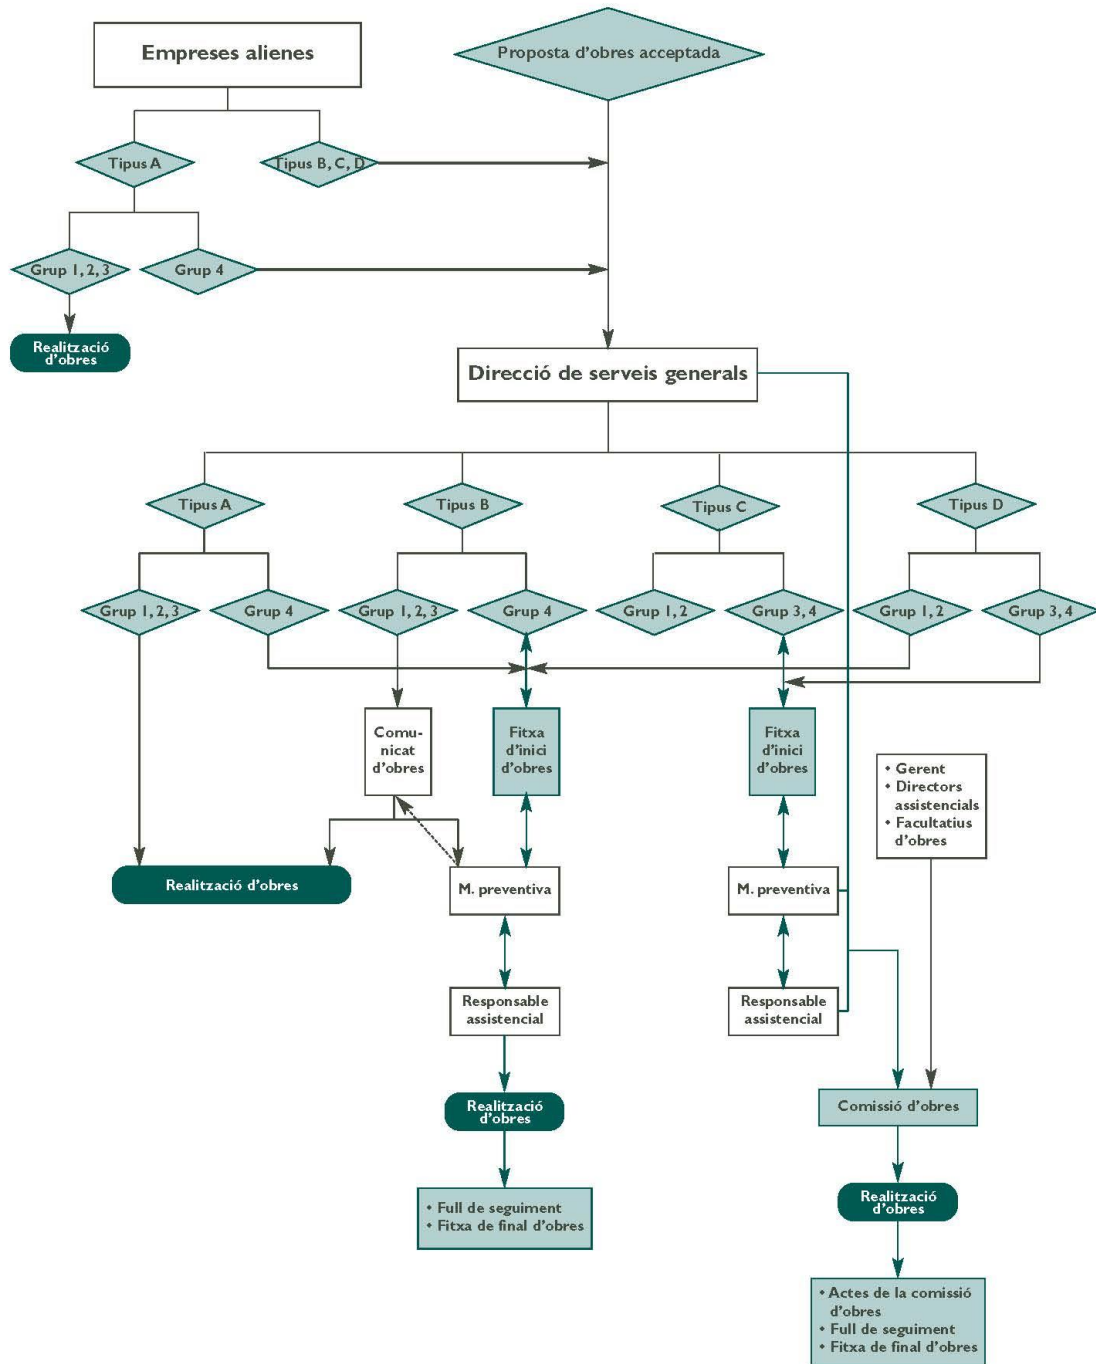 Empreses alienes
Proposta d'obres acceptada
Tipus A
Tipus B, C, D
Grup 1, 2, 3
Grup 4
Realització
d'obres
Direcció de serveis generals
Tipus A
Tipus B
Tipus C
Tipus D
Grup 1, 2, 3
Grup 4
Grup 1, 2, 3
Grup 4
Grup 1, 2
Grup 3, 4
Grup 1, 2
Grup 3, 4
Comu-
nicat
d'obres
Fitxa
d'inici
d'obres
Fitxa
d'inici
d'obres
• Gerent
• Directors
assistencials
• Facultatius
d'obres
Realització d'obres
M. preventiva
M. preventiva
Responsable
assistencial
Responsable
assistencial
Realització
d'obres
Comissió d'obres
• Full de seguiment
• Fitxa de final d'obres
Realització
d'obres
• Actes de la comissió
d'obres
• Full de seguiment
• Fitxa de final d'obres